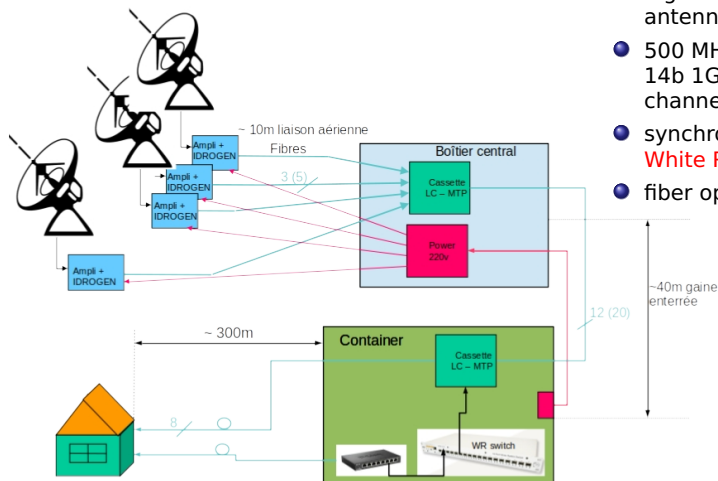 antenn
500 MH
14b 1G
channe
synchro
White
fiber op
~ 10m liaison aérienne
Fibres
Ampli +
IDROGEN
Ampli +
IDROGEN
Ampli +
IDROGEN
Ampli +
IDROGEN
3 (5)
Boîtier central
Cassette
LC – MTP
Power
220v
~40m gaine
enterrée
12 (20)
~ 300m
Container
Cassette
LC – MTP
8
WR switch